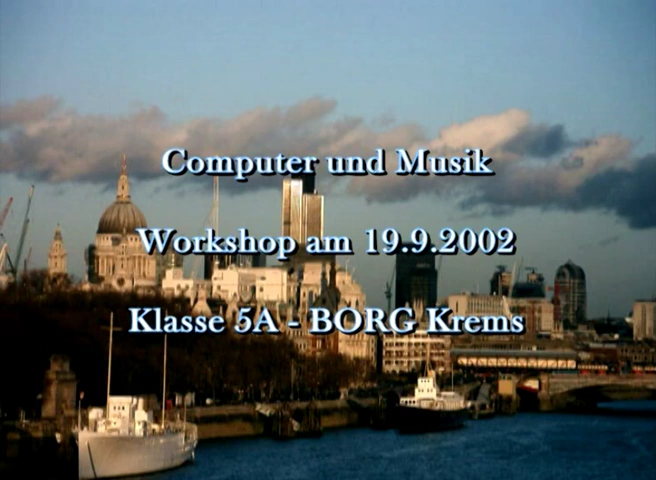 Computer und Musik
Workshop am 19.9.2002
Klasse 5A - BORG Krems